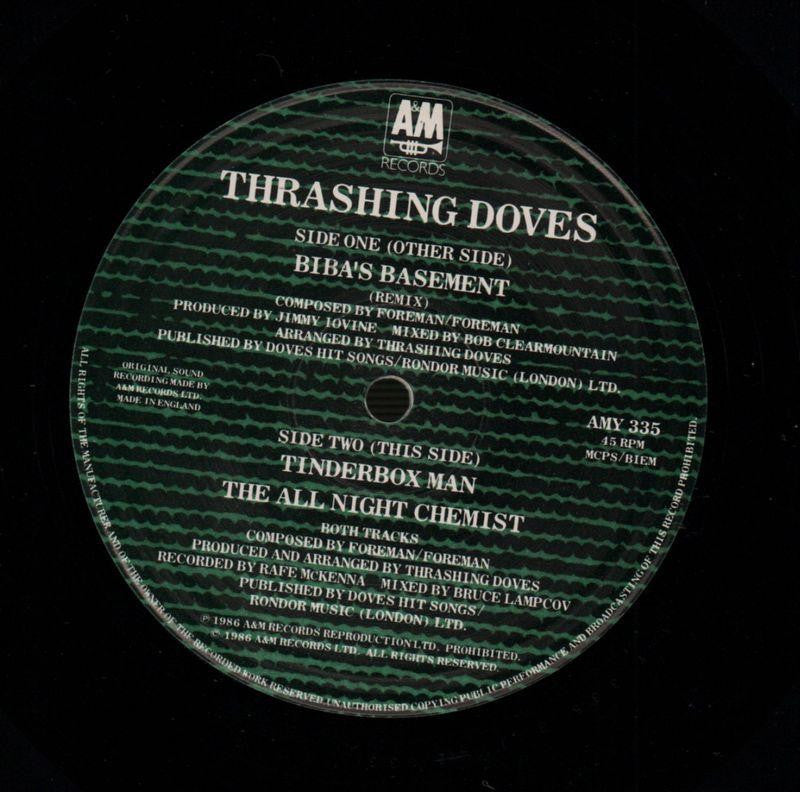 A&M
RECORDS
THRASHING DOVES
SIDE ONE (OTHER SIDE)
BIBA'S BASEMENT
(REMIX)
COMPOSED BY FOREMAN/FOREMAN
PRODUCED BY JIMMY IOVINE MIXED BY BOB CLEARMOUNTAIN
ARRANGED BY THRASHING DOVES
PUBLISHED BY DOVES HIT SONGS/RONDOR MUSIC (LONDON) LTD.
ORIGINAL SOUND
RECORDING MADE BY
A&M RECORDS LTD.
MADE IN ENGLAND
AMY 335
45 RPM
MCPS/BIEM
SIDE TWO (THIS SIDE)
TINDERBOX MAN
THE ALL NIGHT CHEMIST
BOTH TRACKS
COMPOSED BY FOREMAN/FOREMAN
PRODUCED AND ARRANGED BY THRASHING DOVES
RECORDED BY RAFE McKENNA MIXED BY BRUCE LAMPCOV
PUBLISHED BY DOVES HIT SONGS/
RONDOR MUSIC (LONDON) LTD.
℗ 1986 A&M RECORDS REPRODUCTION LTD. PROHIBITED.
© 1986 A&M RECORDS LTD. ALL RIGHTS RESERVED.
ALL RIGHTS OF THE MANUFACTURER AND OF THE OWNER OF THE RECORDED WORK RESERVED. UNAUTHORISED COPYING PUBLIC PERFORMANCE AND BROADCASTING OF THIS RECORD PROHIBITED.